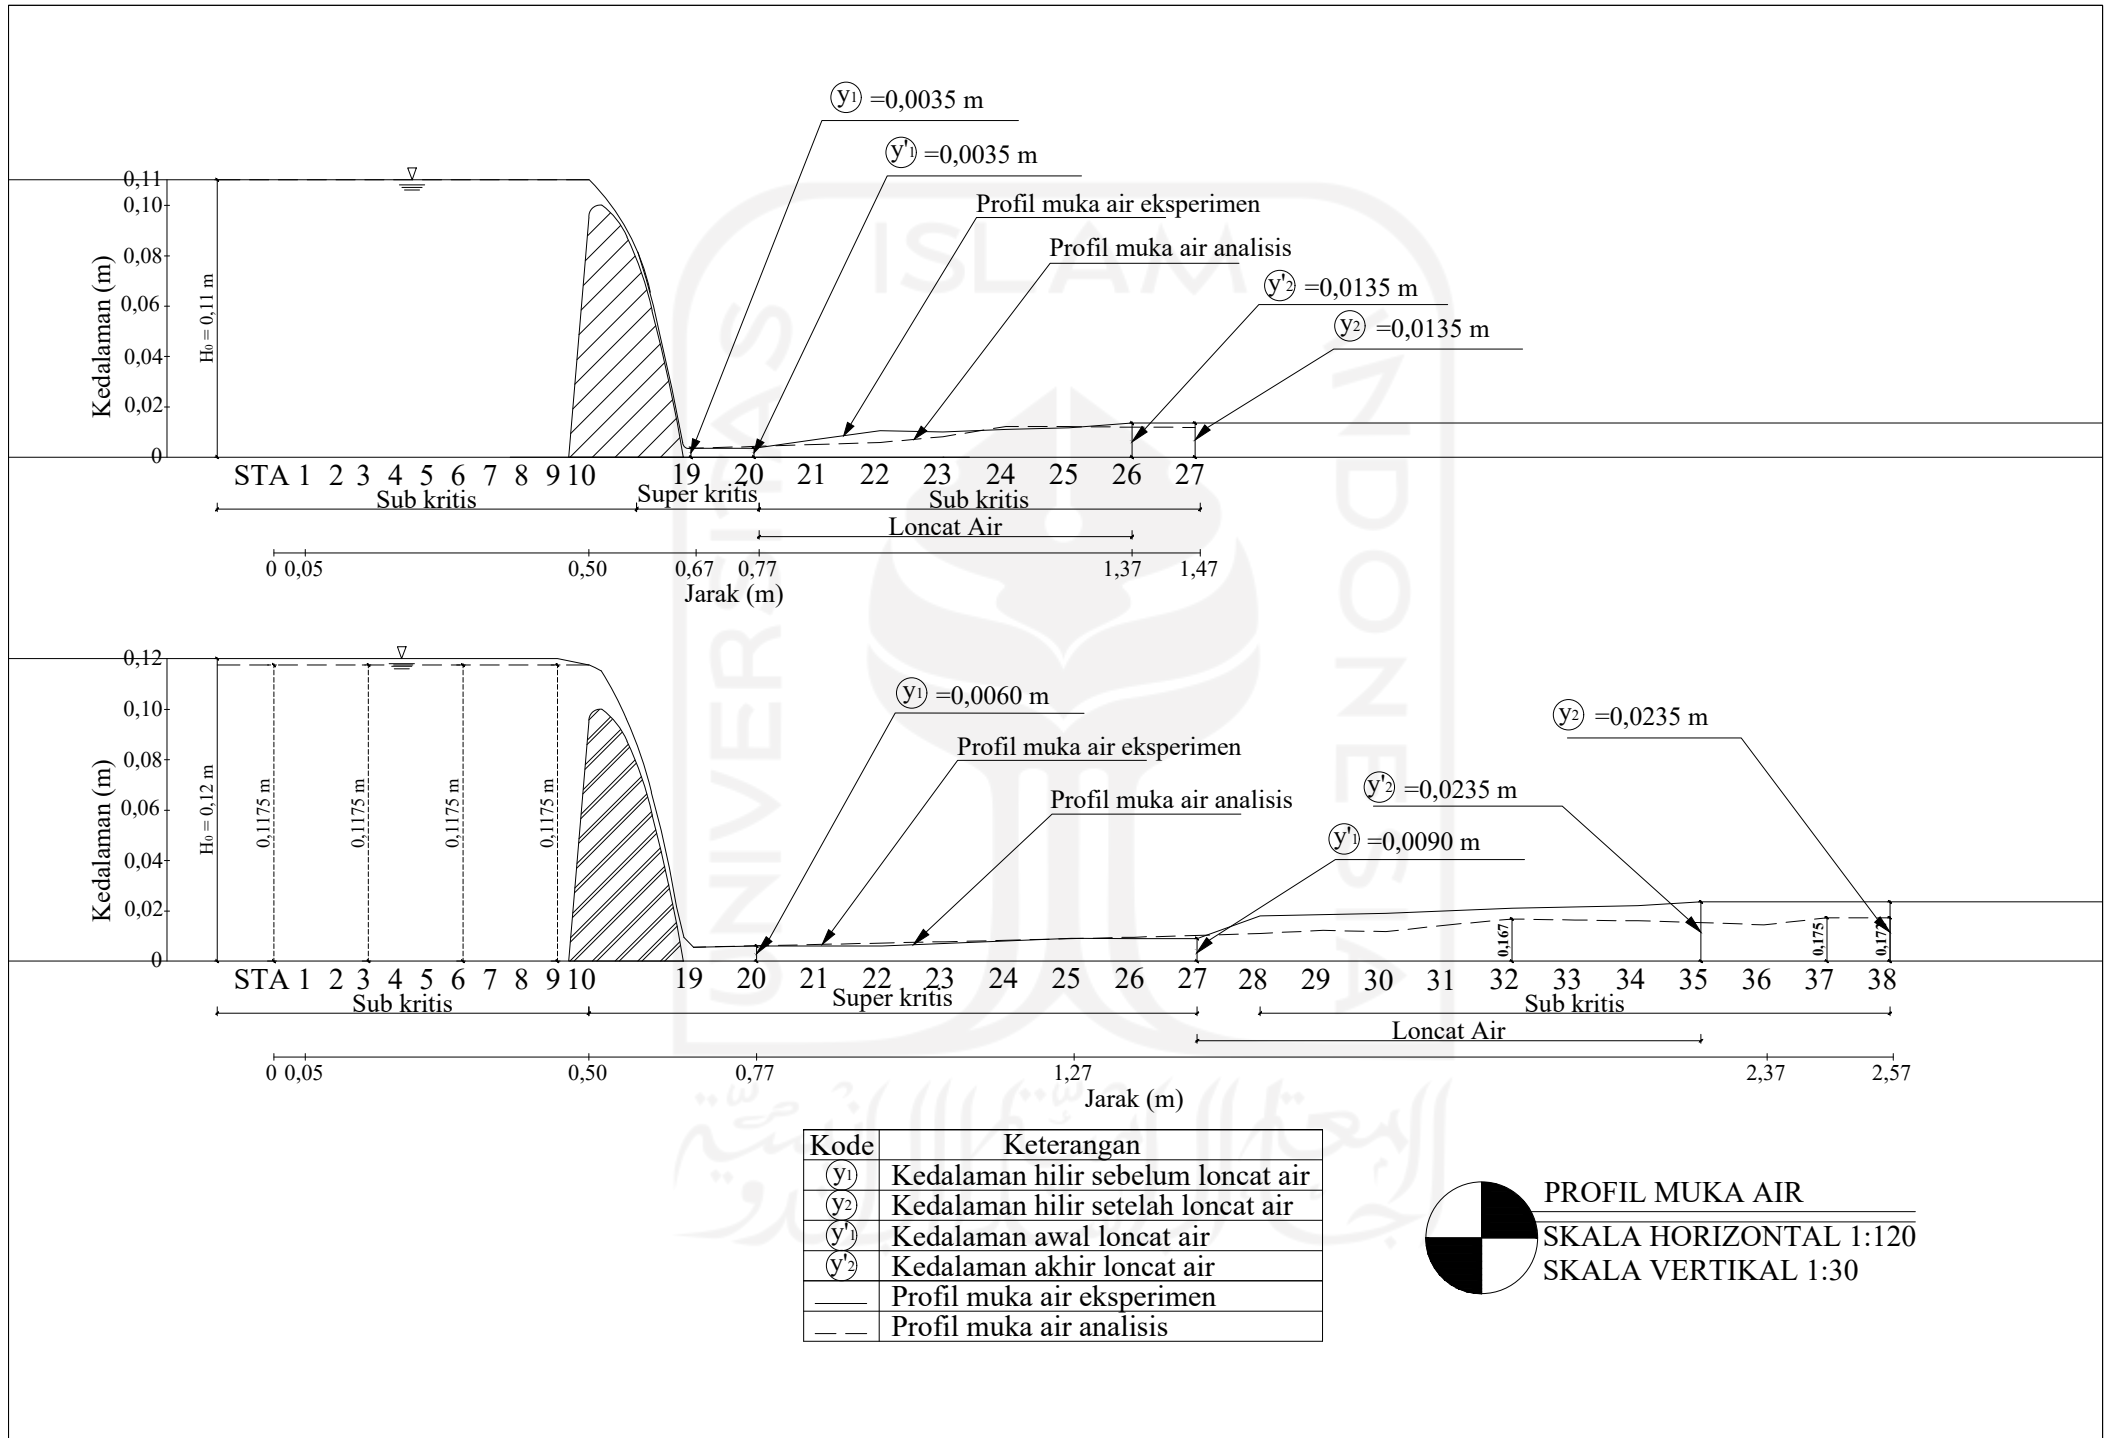 y1 =0,0035 m
y'1 =0,0035 m
Profil muka air eksperimen
Profil muka air analisis
y'2 =0,0135 m
y2 =0,0135 m
Kedalaman (m)
0,11
0,10
0,08
0,06
0,04
0,02
0
H0 = 0,11 m
STA 1 2 3 4 5 6 7 8 9 10 19 20 21 22 23 24 25 26 27
Sub kritis Super kritis Sub kritis
Loncat Air
0 0,05 0,50 0,67 0,77 1,37 1,47
Jarak (m)
Kedalaman (m)
0,12
0,10
0,08
0,06
0,04
0,02
0
H0 = 0,12 m
0,1175 m
0,1175 m
0,1175 m
0,1175 m
y1 =0,0060 m
Profil muka air eksperimen
Profil muka air analisis
y2 =0,0235 m
y'2 =0,0235 m
y'1 =0,0090 m
0,167
0,175
STA 1 2 3 4 5 6 7 8 9 10 19 20 21 22 23 24 25 26 27 28 29 30 31 32 33 34 35 36 37 38
Sub kritis Super kritis Sub kritis
Loncat Air
0 0,05 0,50 0,77 1,27 2,37 2,57
Jarak (m)
Kode Keterangan
y1 Kedalaman hilir sebelum loncat air
y2 Kedalaman hilir setelah loncat air
y'1 Kedalaman awal loncat air
y'2 Kedalaman akhir loncat air
Profil muka air eksperimen
Profil muka air analisis
PROFIL MUKA AIR
SKALA HORIZONTAL 1:120
SKALA VERTIKAL 1:30
UNIVERSITAS
ISLAM
INDONESIA